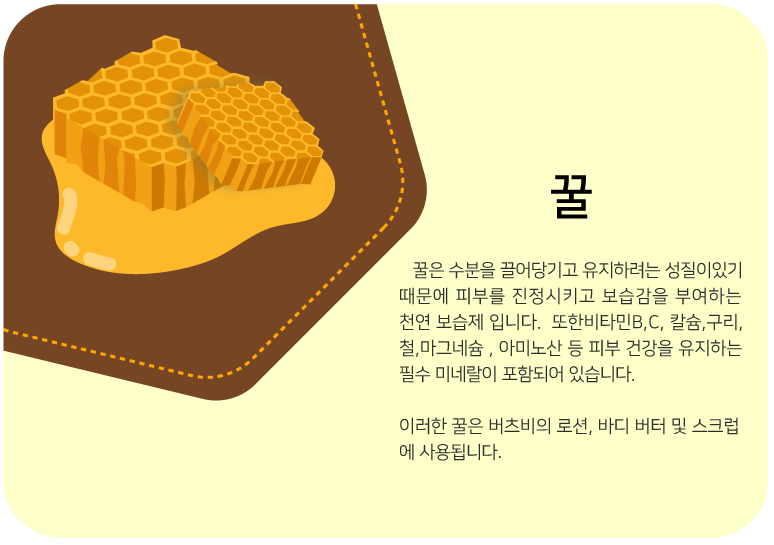 꿀
꿀은 수분을 끌어당기고 유지하려는 성질이있기
때문에 피부를 진정시키고 보습감을 부여하는
천연 보습제 입니다. 또한비타민B,C, 칼슘,구리,
철,마그네슘 , 아미노산 등 피부 건강을 유지하는
필수 미네랄이 포함되어 있습니다.
이러한 꿀은 버츠비의 로션, 바디 버터 및 스크럽
에 사용됩니다.